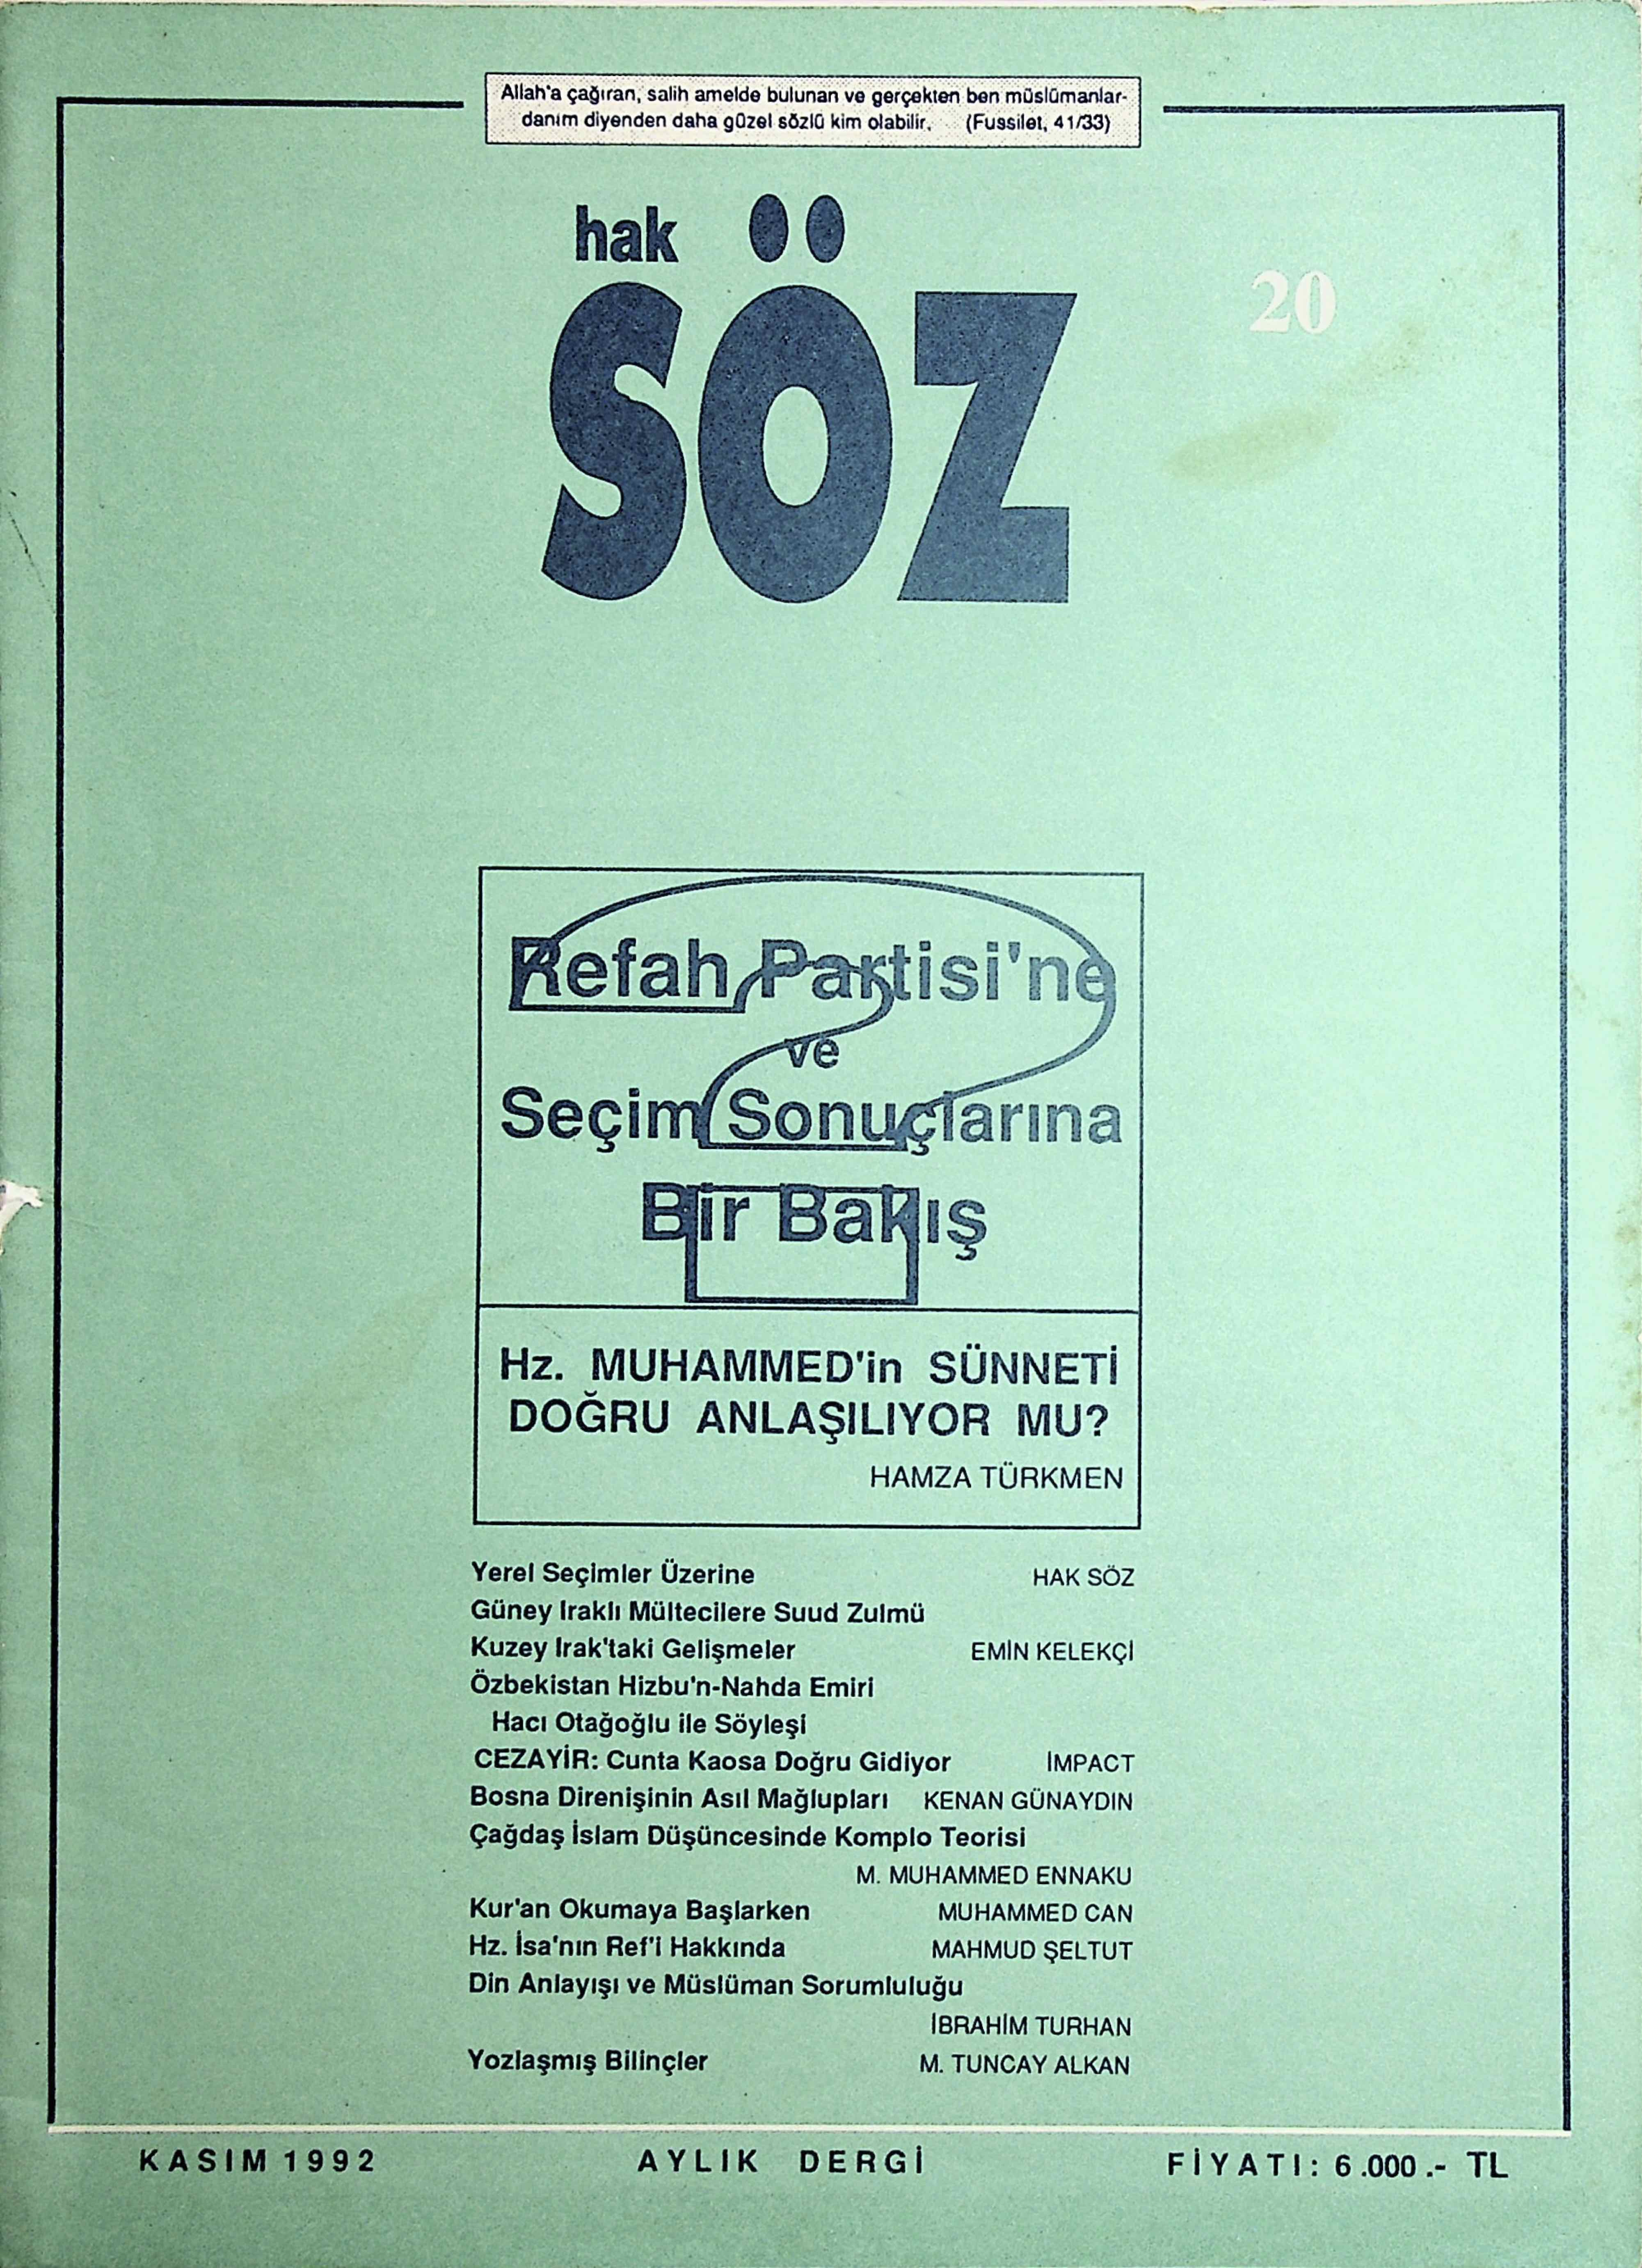 Allah'a çağıran, salih amelde bulunan ve gerçekten ben müslümanlar-
danım diyenden daha güzel sözlü kim olabilir. (Fussilet, 41/33)
hak
SÖZ
20
Refah Partisi'ne
ve
Seçim Sonuçlarına
Bir Bakış
Hz. MUHAMMED'in SÜNNETİ
DOĞRU ANLAŞILIYOR MU?
HAMZA TÜRKMEN
Yerel Seçimler Üzerine HAK SÖZ
Güney Iraklı Mültecilere Suud Zulmü
Kuzey Irak'taki Gelişmeler EMİN KELEKÇİ
Özbekistan Hizbu'n-Nahda Emiri
Hacı Otağoğlu ile Söyleşi
CEZAYİR: Cunta Kaosa Doğru Gidiyor İMPACT
Bosna Direnişinin Asıl Mağlupları KENAN GÜNAYDIN
Çağdaş İslam Düşüncesinde Komplo Teorisi
M. MUHAMMED ENNAKU
Kur'an Okumaya Başlarken MUHAMMED CAN
Hz. İsa'nın Ref'i Hakkında MAHMUD ŞELTUT
Din Anlayışı ve Müslüman Sorumluluğu
İBRAHİM TURHAN
Yozlaşmış Bilinçler M. TUNCAY ALKAN
KASIM 1992 AYLIK DERGİ FİYATI: 6.000.- TL